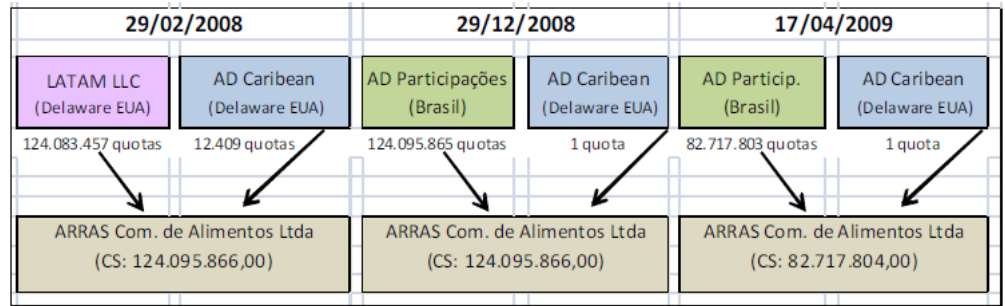 29/02/2008
29/12/2008
17/04/2009
LATAM LLC
(Delaware EUA)
AD Caribean
(Delaware EUA)
AD Participações
(Brasil)
AD Caribean
(Delaware EUA)
AD Particip.
(Brasil)
AD Caribean
(Delaware EUA)
124.083.457 quotas
12.409 quotas
124.095.865 quotas
1 quota
82.717.803 quotas
1 quota
ARRAS Com. de Alimentos Ltda
(CS: 124.095.866,00)
ARRAS Com. de Alimentos Ltda
(CS: 124.095.866,00)
ARRAS Com. de Alimentos Ltda
(CS: 82.717.804,00)